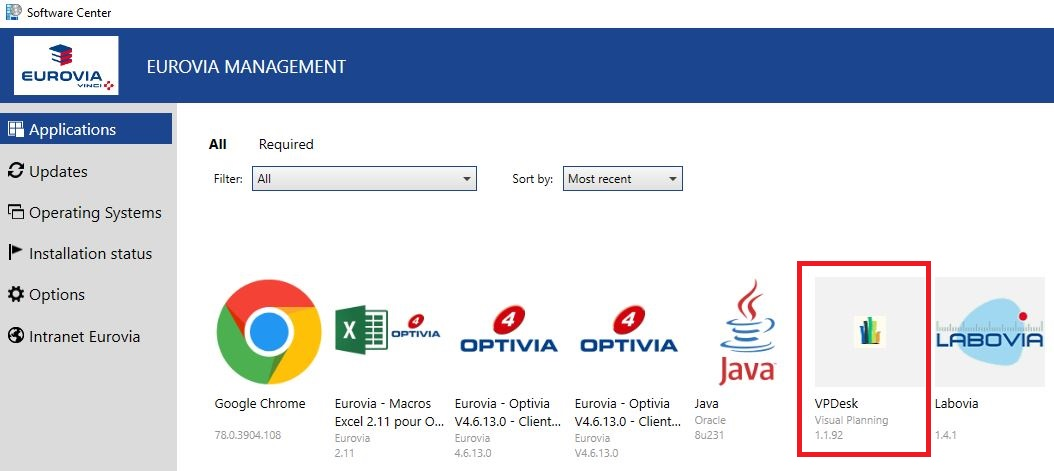 Software Center
EUROVIA
VINCI
EUROVIA MANAGEMENT
Applications
Updates
Operating Systems
Installation status
Options
Intranet Eurovia
All
Required
Filter:
All
Sort by:
Most recent
X
4
OPTIVIA
4
OPTIVIA
4
OPTIVIA
Java
LABOVIA
Google Chrome
78.0.3904.108
Eurovia - Macros
Excel 2.11 pour O...
Eurovia
2.11
Eurovia - Optivia
V4.6.13.0 - Client...
Eurovia
4.6.13.0
Eurovia - Optivia
V4.6.13.0 - Client...
Eurovia
V4.6.13.0
Java
Oracle
8u231
VPDesk
Visual Planning
1.1.92
Labovia
1.4.1